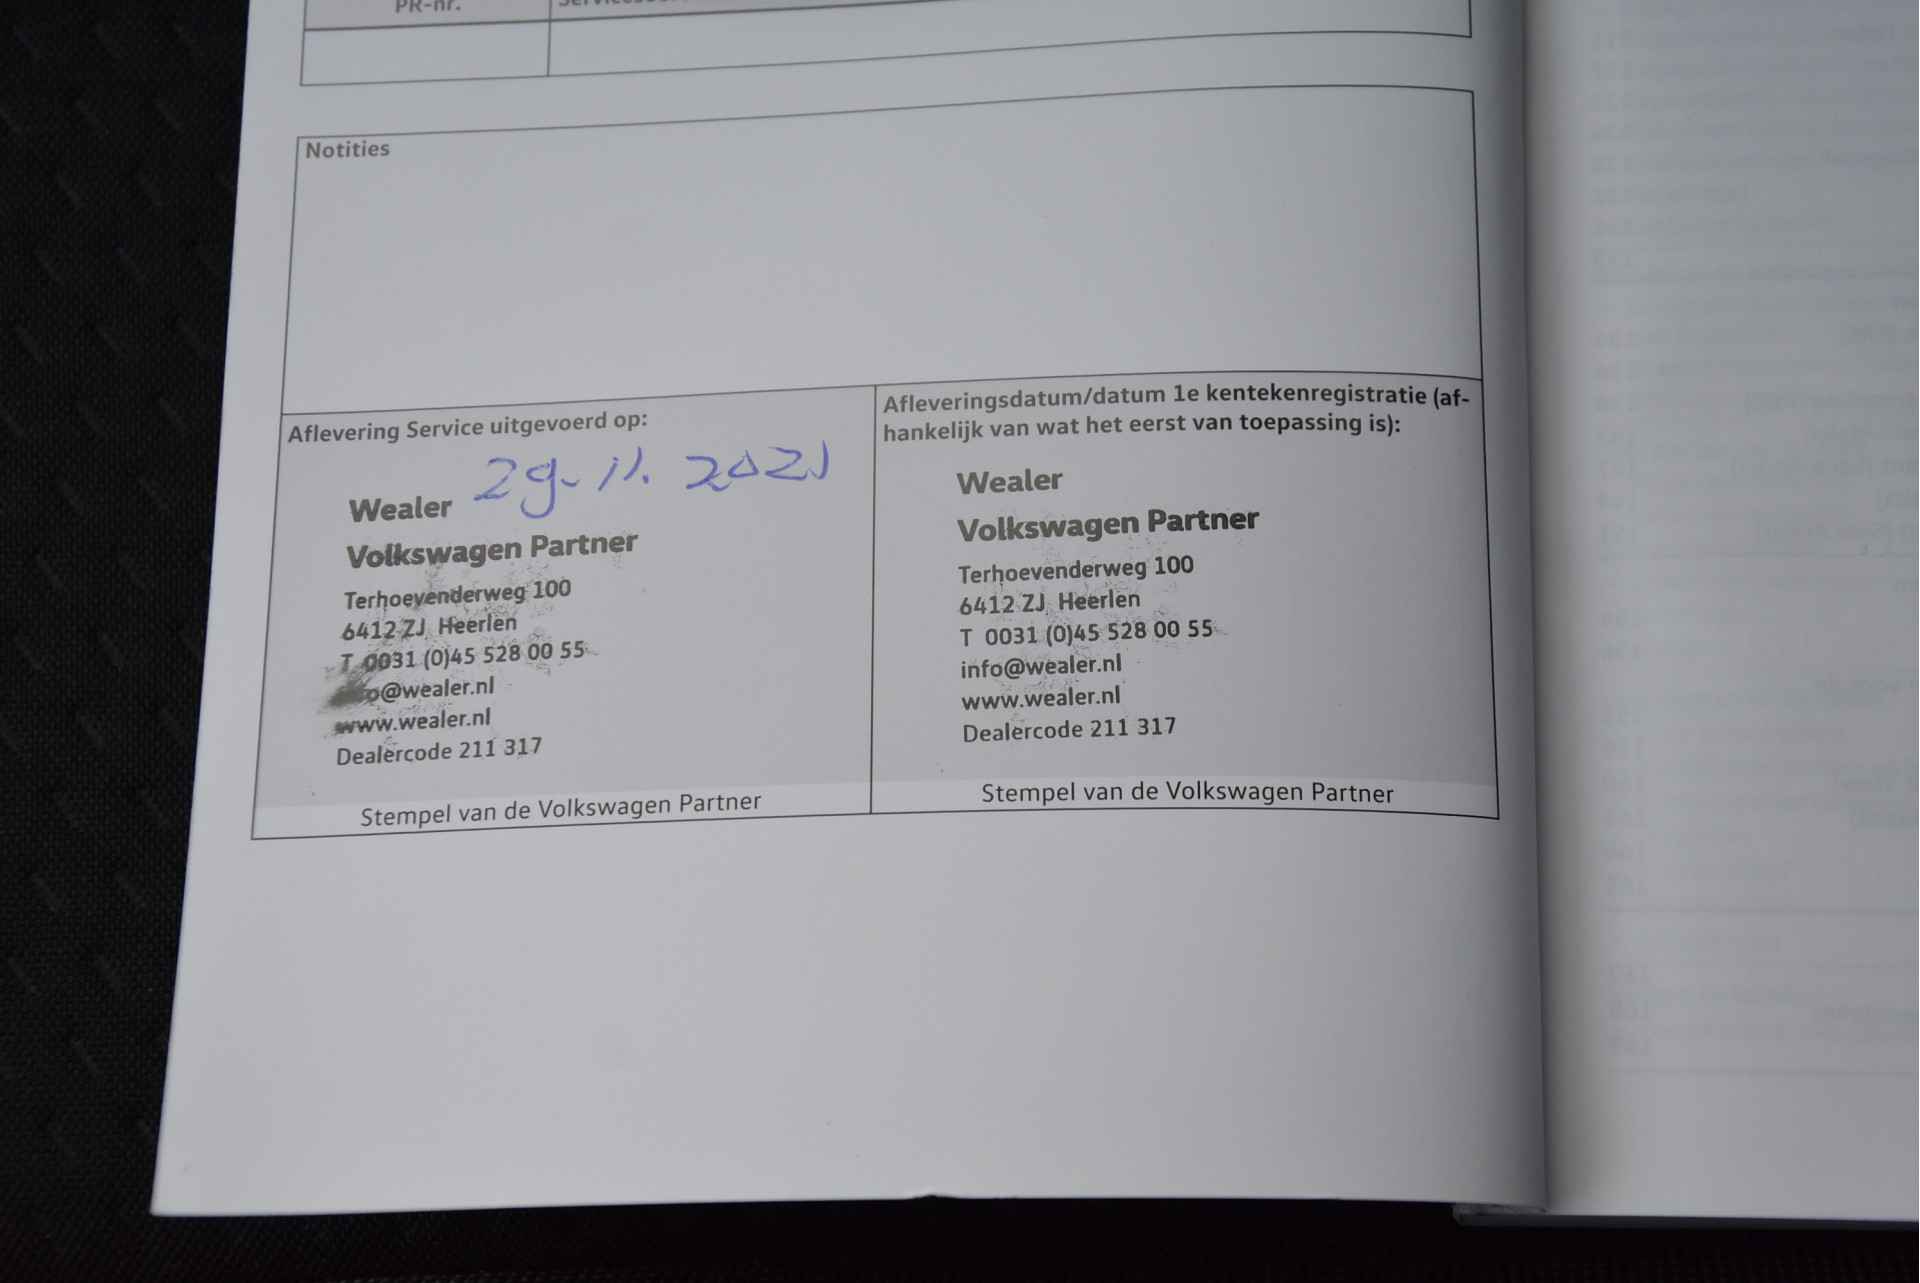 PR-nr.
Notities
Aflevering Service uitgevoerd op:
29-11. 2021
Wealer
Volkswagen Partner
Terhoevenderweg 100
6412 ZJ Heerlen
T 0031 (0)45 528 00 55
@wealer.nl
www.wealer.nl
Dealercode 211 317
Stempel van de Volkswagen Partner
Afleveringsdatum/datum 1e kentekenregistratie (af-
hankelijk van wat het eerst van toepassing is):
Wealer
Volkswagen Partner
Terhoevenderweg 100
6412 ZJ Heerlen
T 0031 (0)45 528 00 55
info@wealer.nl
www.wealer.nl
Dealercode 211 317
Stempel van de Volkswagen Partner